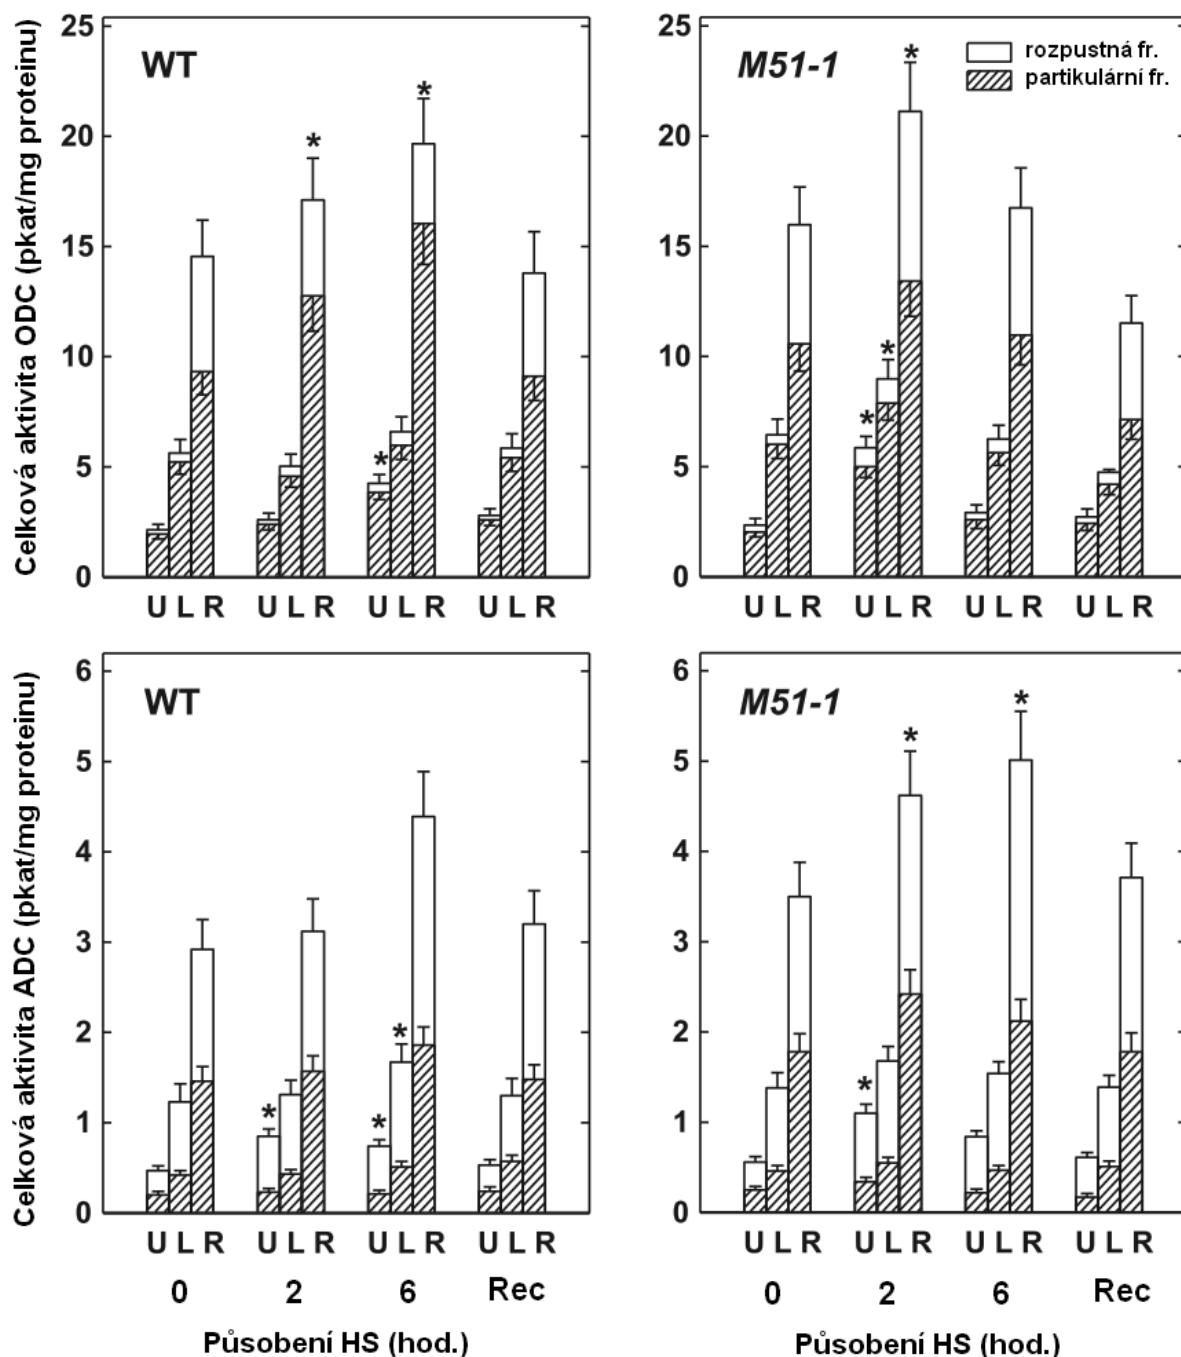 Celková aktivita ODC (pkat/mg proteinu)
25
20
15
10
5
0
WT
* * *
U L R U L R U L R U L R
25
20
15
10
5
0
M51-1
rozpustná fr.
partikulární fr.
* * *
U L R U L R U L R U L R
Celková aktivita ADC (pkat/mg proteinu)
6
5
4
3
2
1
0
WT
* * *
U L R U L R U L R U L R
0 2 6 Rec
Působení HS (hod.)
6
5
4
3
2
1
0
M51-1
* * *
U L R U L R U L R U L R
0 2 6 Rec
Působení HS (hod.)